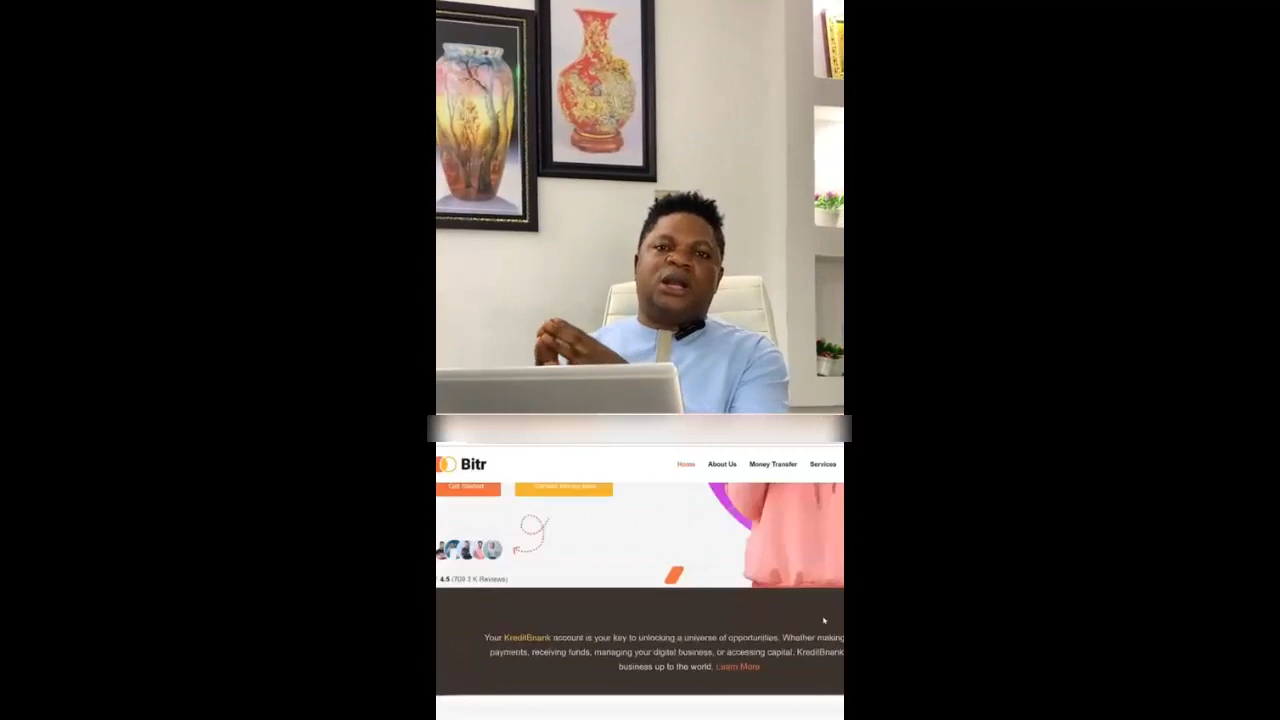 Bitr
Home About Us Money Transfer Services
Get Started
4.5 (709.3 K Reviews)
Your KreditBnank account is your key to unlocking a universe of opportunities. Whether making
payments, receiving funds, managing your digital business, or accessing capital, KreditBnank
business up to the world. Learn More